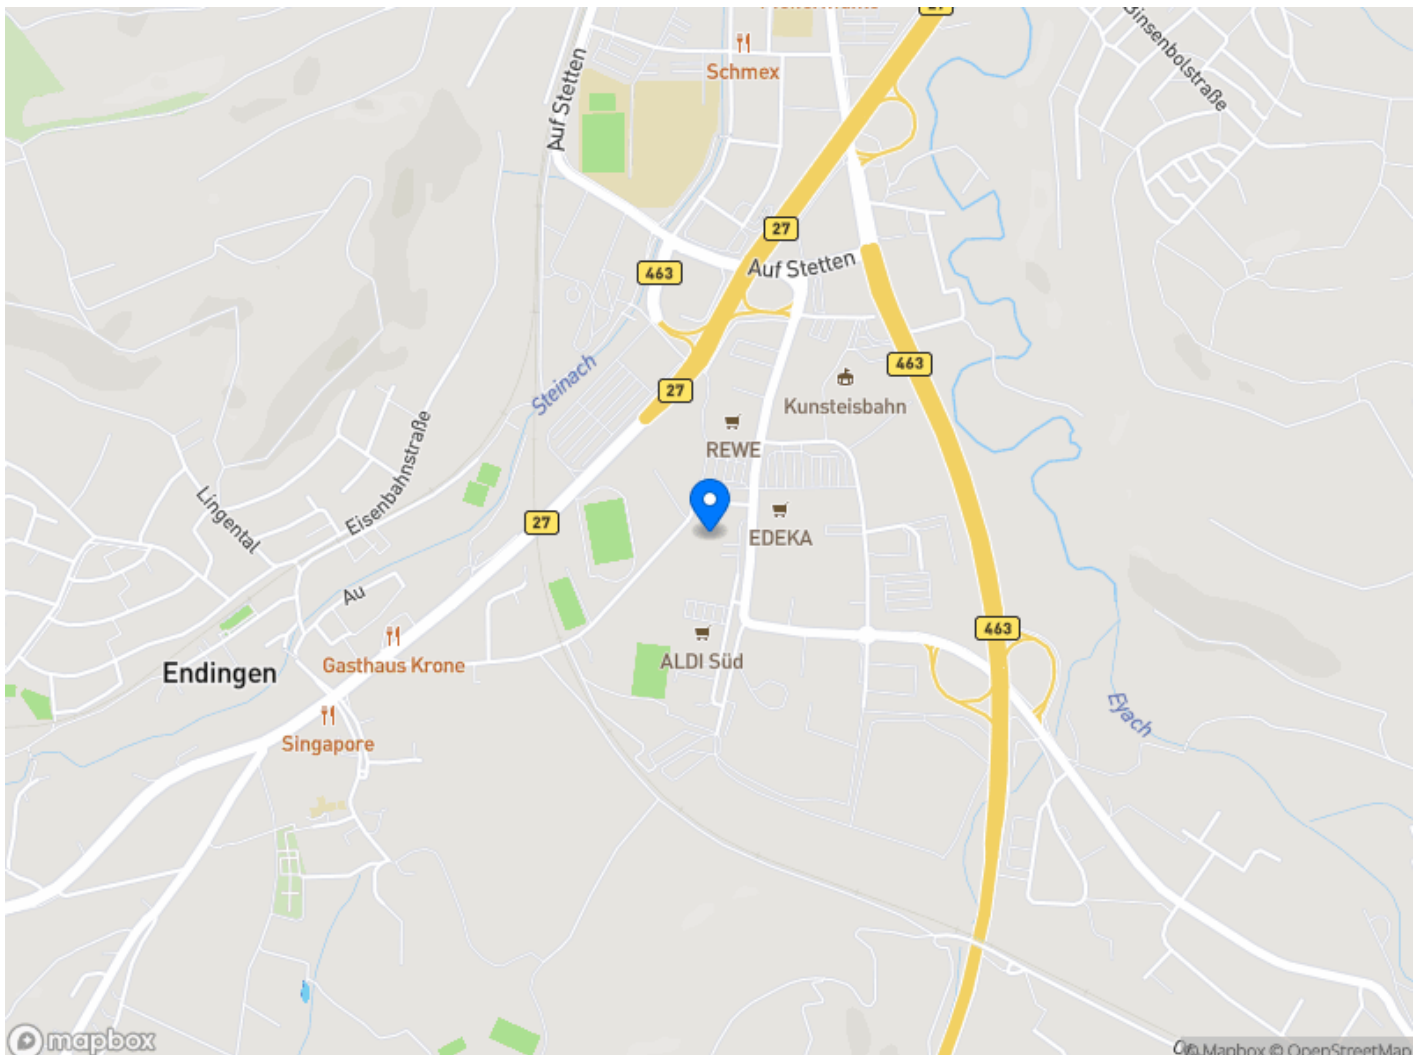 27
Binsenbolstraße
Schmex
Auf Stetten
27
Auf Stetten
463
463
Steinach
27
Kunsteisbahn
REWE
Eisenbahnstraße
Lingental
27
EDEKA
Au
463
Gasthaus Krone
ALDI Süd
Endingen
Eyach
Singapore
mapbox
© Mapbox © OpenStreetMap